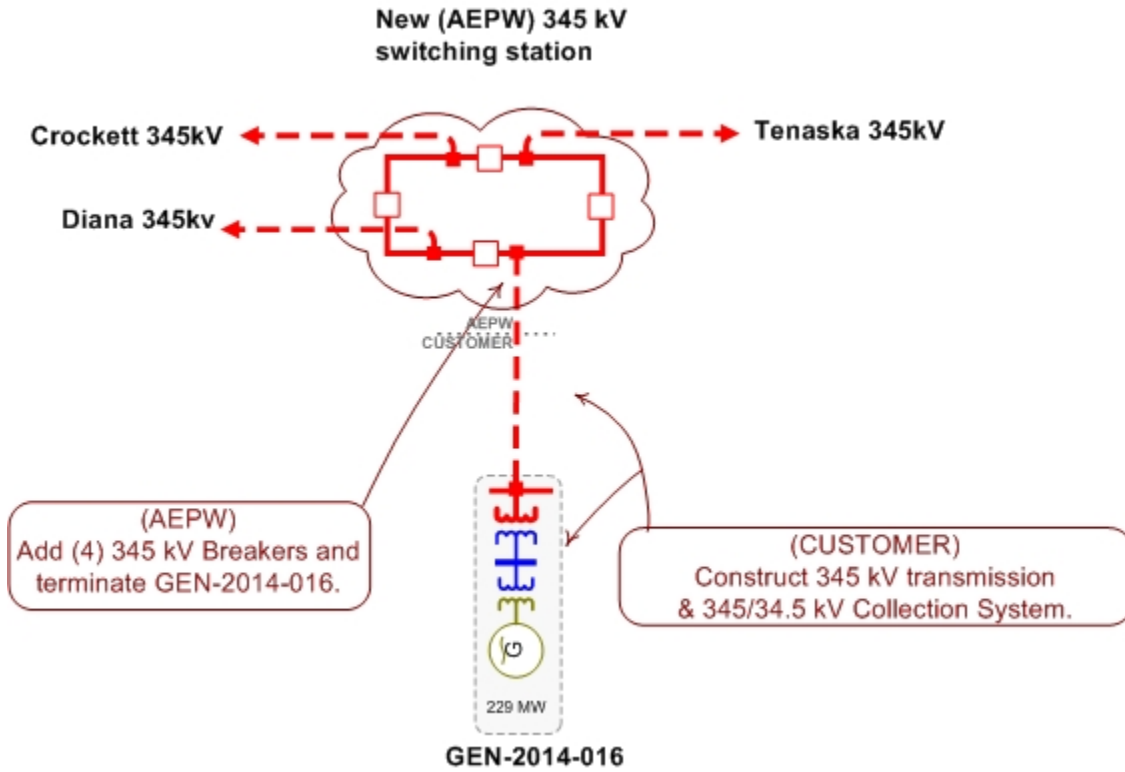 New (AEPW) 345 kV
switching station
Crockett 345kV
Tenaska 345kV
Diana 345kv
AEPW
CUSTOMER
(AEPW)
Add (4) 345 kV Breakers and
terminate GEN-2014-016.
(CUSTOMER)
Construct 345 kV transmission
& 345/34.5 kV Collection System.
G
229 MW
GEN-2014-016